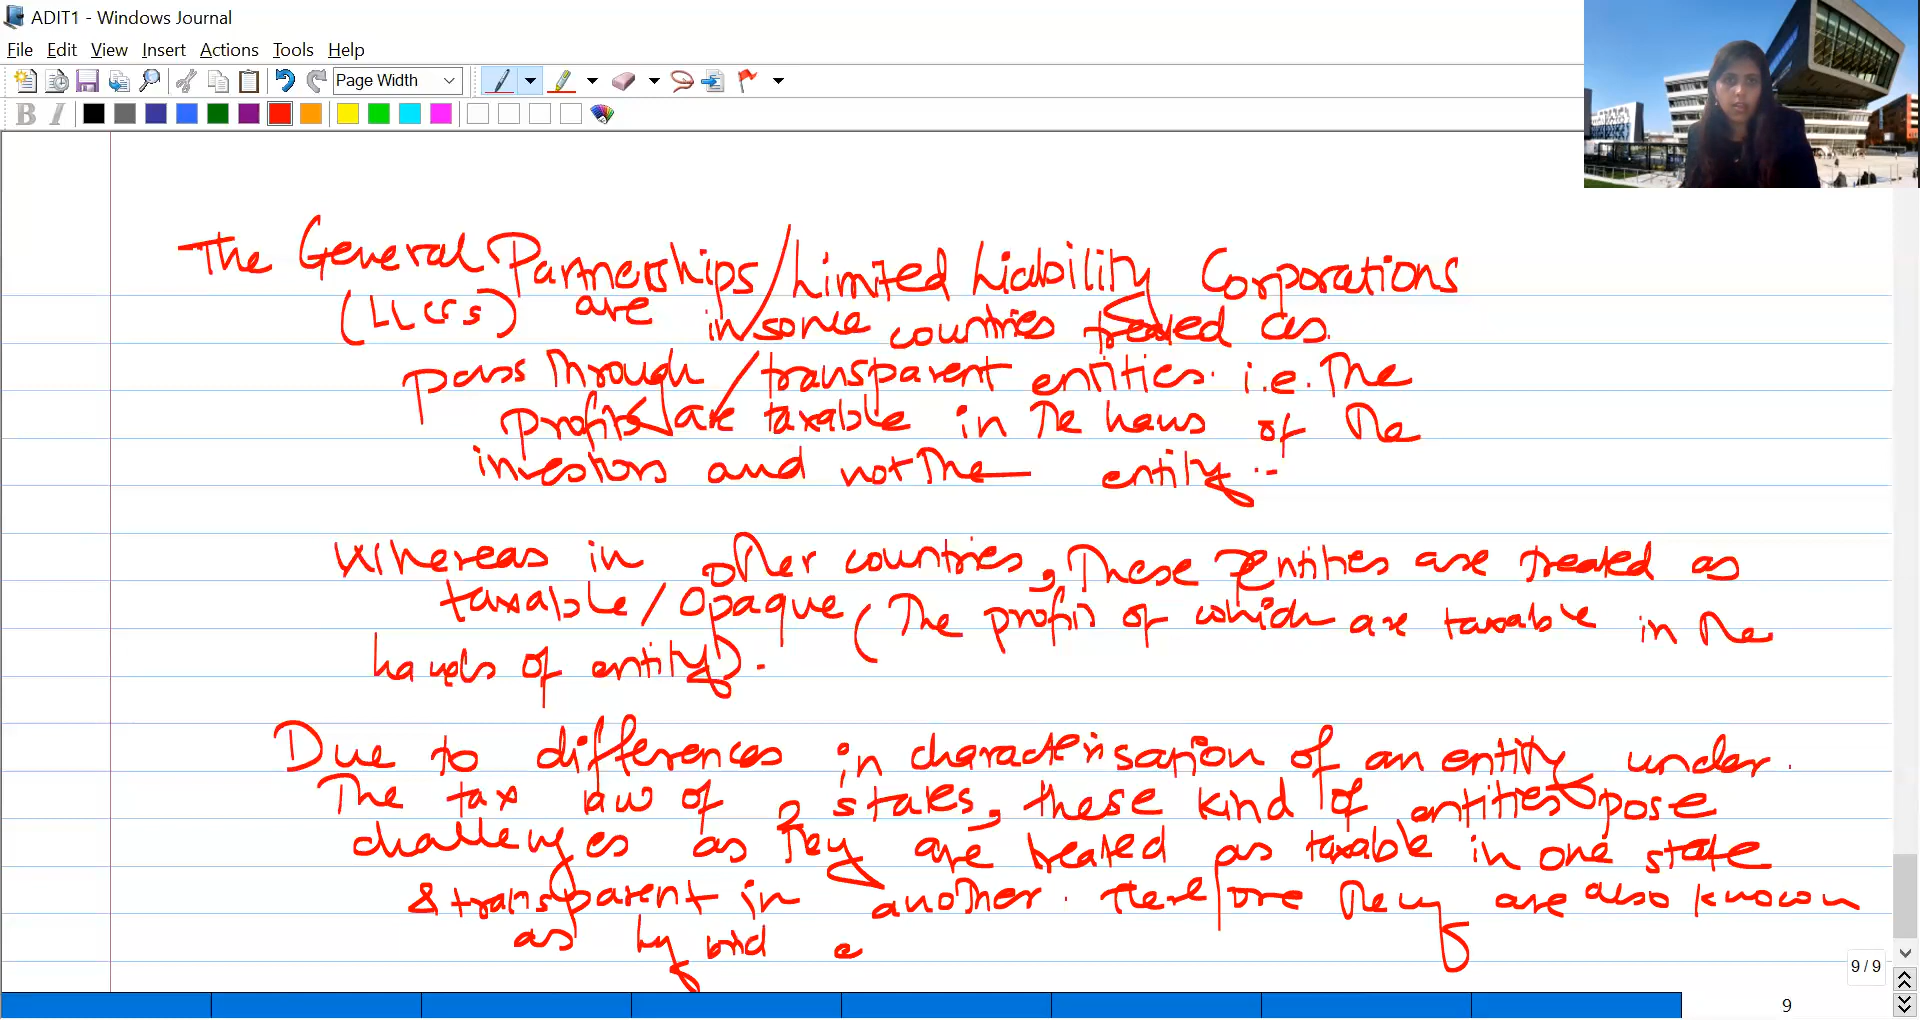 ADIT1 - Windows Journal
File Edit View Insert Actions Tools Help
Page Width
B I
The General Partnerships/Limited Liability Corporations
(LLCs) are in some countries treated as
pass through/transparent entities. i.e. The
profits are taxable in the hands of the
investors and not the entity.
Whereas in other countries, These entities are treated as
taxable/Opaque (The profit of which are taxable in the
hands of entity).
Due to differences in characterisation of an entity under.
The tax law of 2 states, these kind of entities pose
challenges as they are treated as taxable in one state
& transparent in another. therefore they are also known
as hybrid e
9 / 9
9